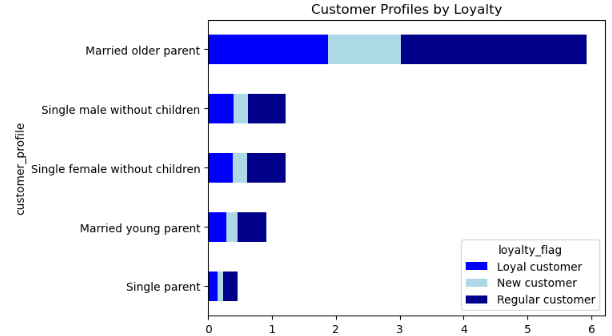 Customer Profiles by Loyalty
Married older parent
Single male without children
Single female without children
Married young parent
Single parent
customer_profile
loyalty_flag
Loyal customer
New customer
Regular customer
0 1 2 3 4 5 6